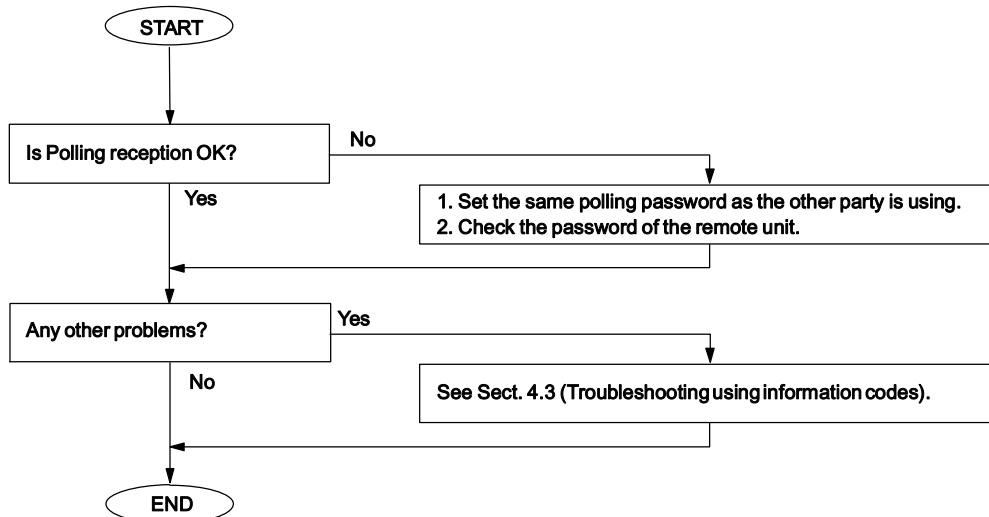 START
Is Polling reception OK?
No
Yes
1. Set the same polling password as the other party is using.
2. Check the password of the remote unit.
Any other problems?
Yes
No
See Sect. 4.3 (Troubleshooting using information codes).
END